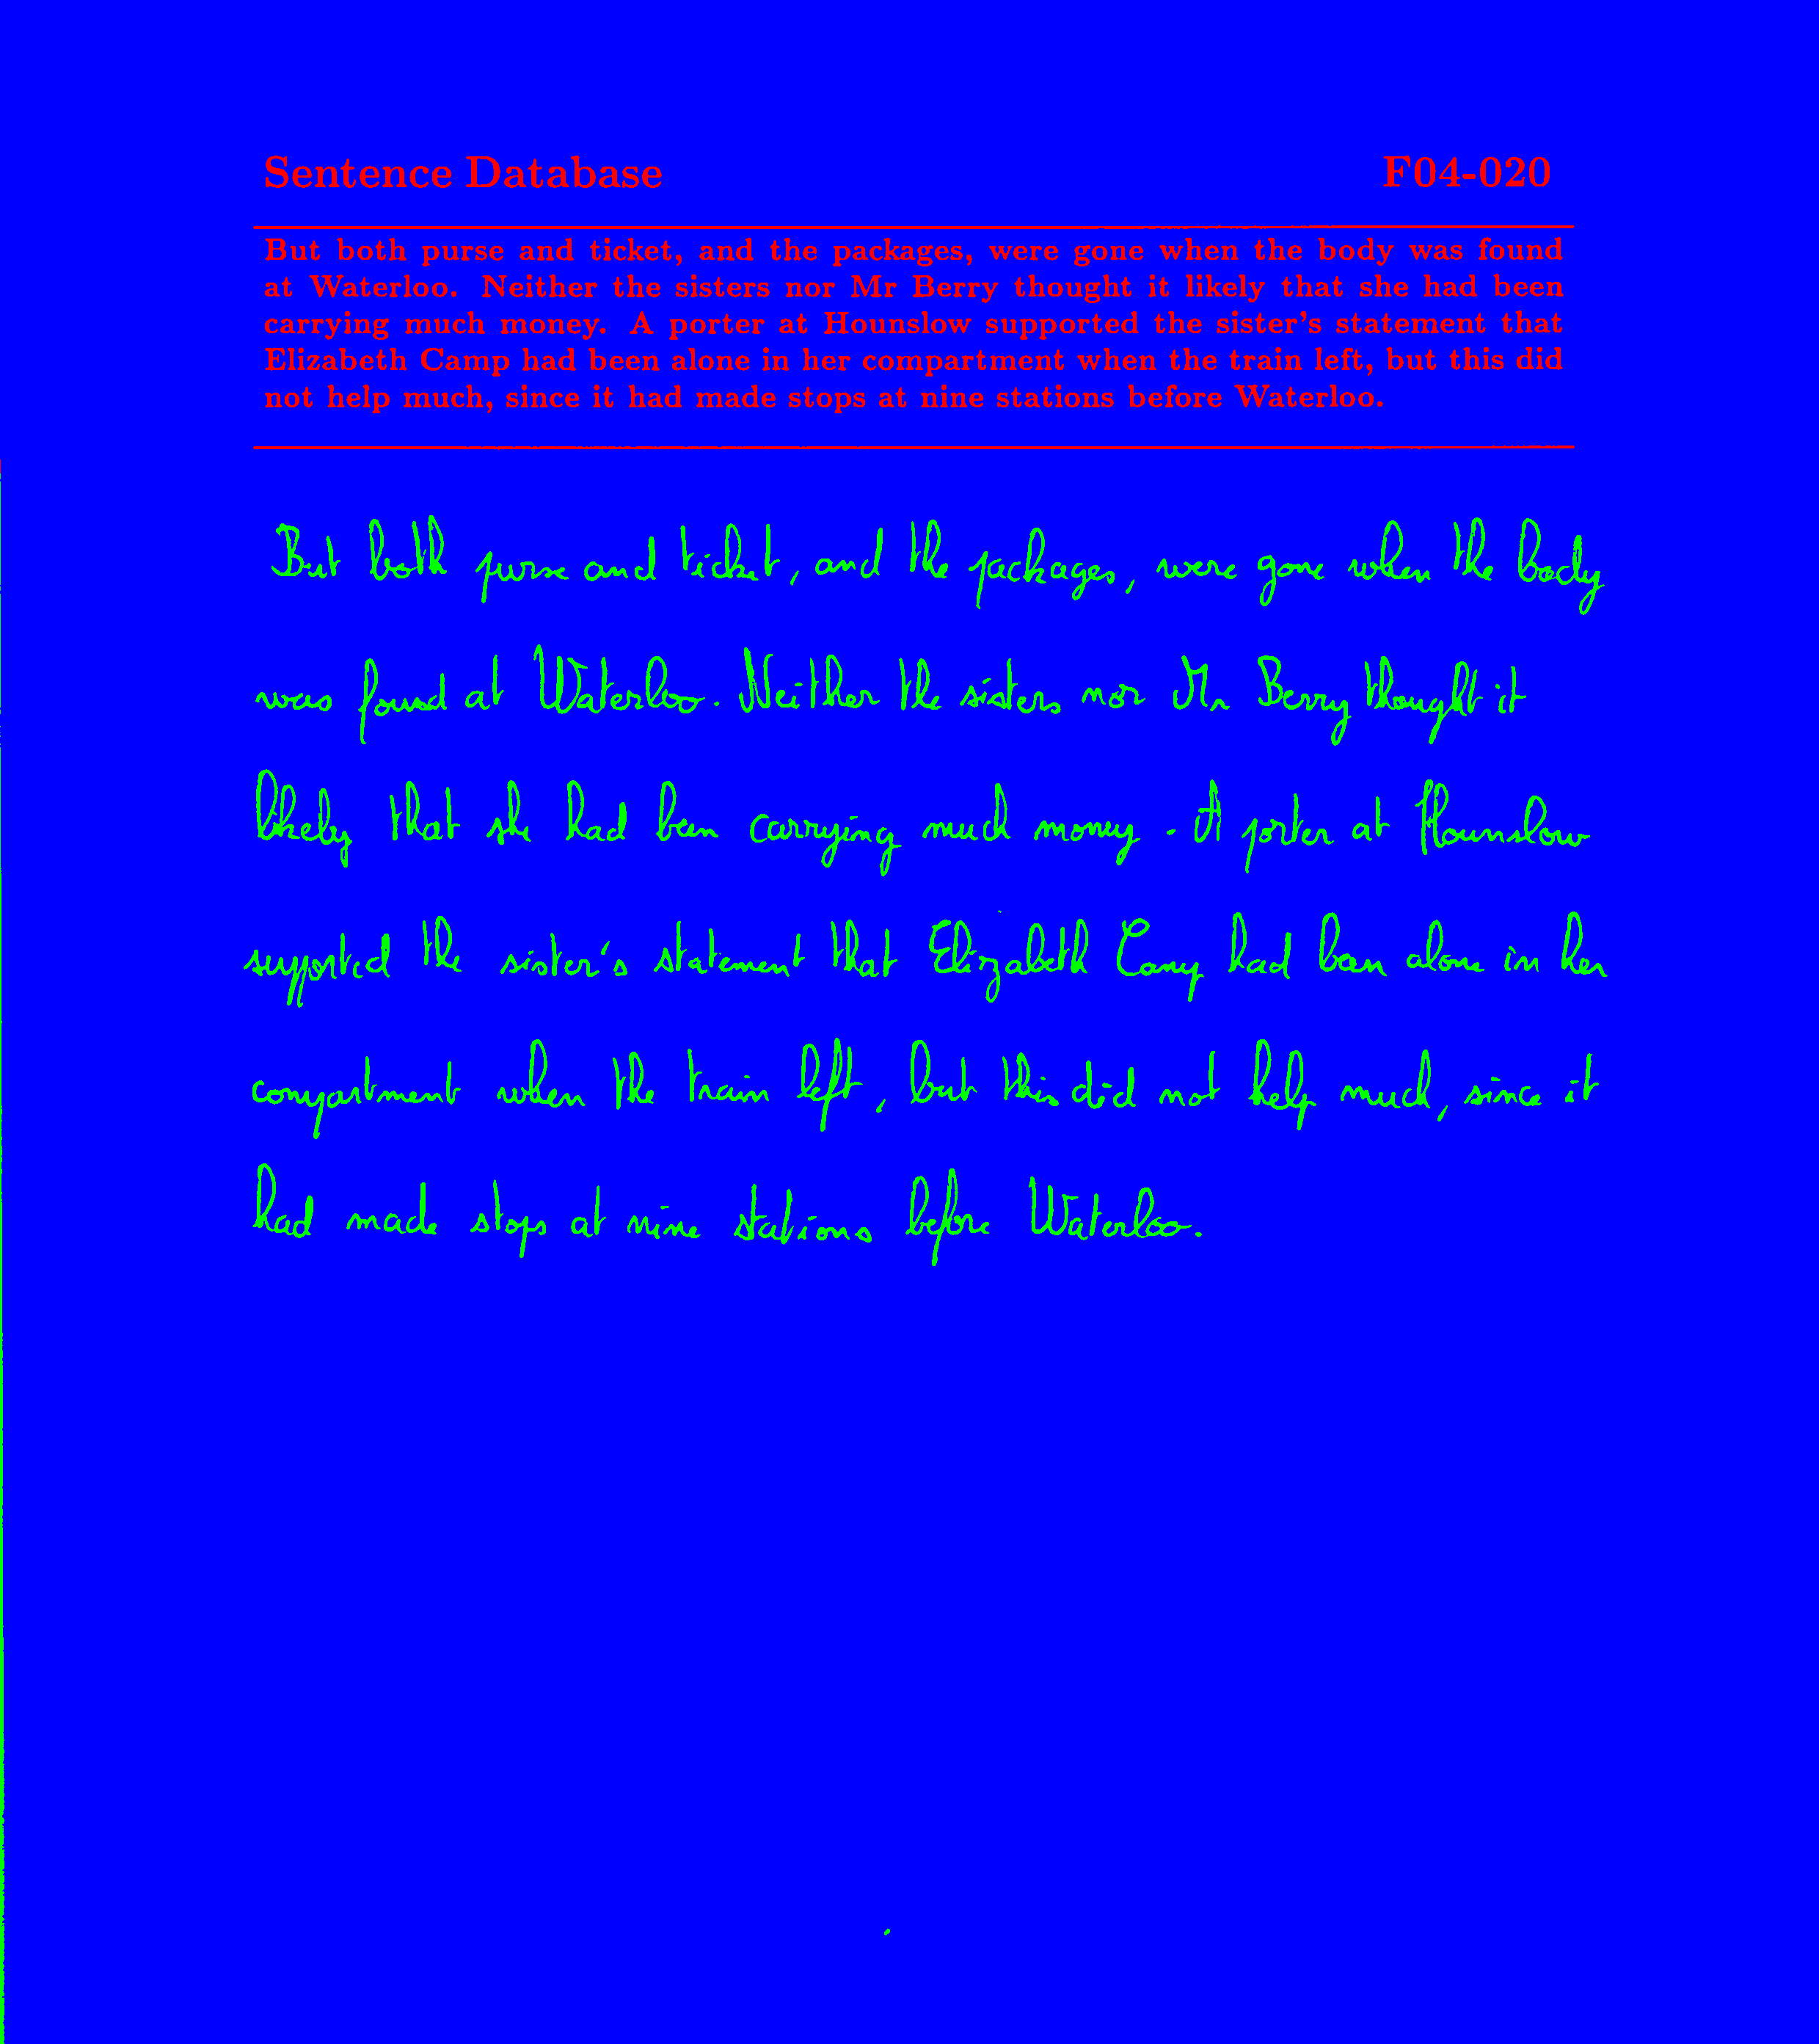 Sentence Database F04-020
But both purse and ticket, and the packages, were gone when the body was found
at Waterloo. Neither the sisters nor Mr Berry thought it likely that she had been
carrying much money. A porter at Hounslow supported the sister's statement that
Elizabeth Camp had been alone in her compartment when the train left, but this did
not help much, since it had made stops at nine stations before Waterloo.
But both purse and ticket, and the packages, were gone when the body
was found at Waterloo. Neither the sisters nor Mr Berry thought it
likely that she had been carrying much money. A porter at Hounslow
supported the sister's statement that Elizabeth Camp had been alone in her
compartment when the train left, but this did not help much, since it
had made stops at nine stations before Waterloo.